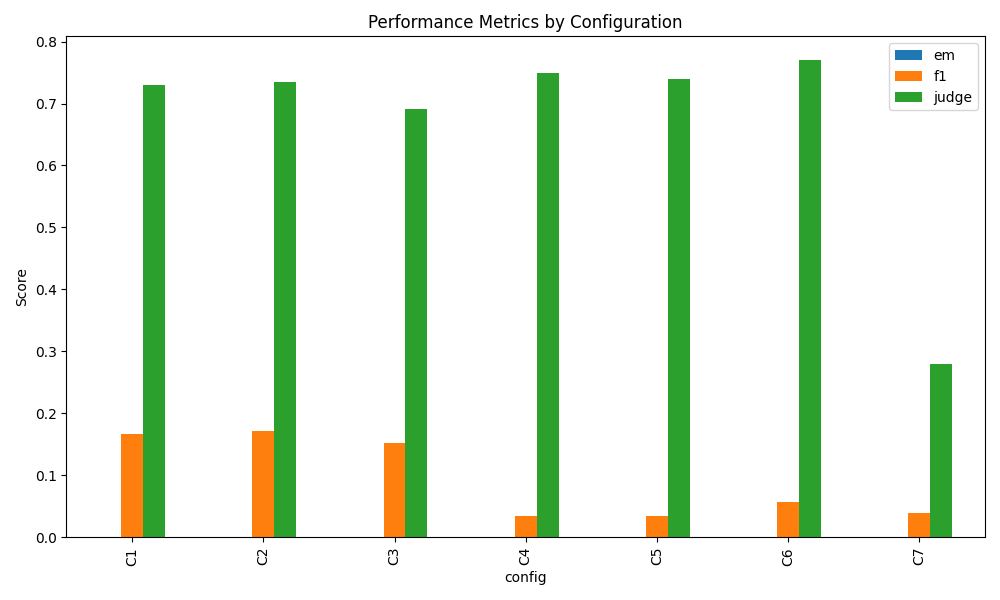 Performance Metrics by Configuration
em
f1
judge
Score
0.8
0.7
0.6
0.5
0.4
0.3
0.2
0.1
0.0
C1
C2
C3
C4
C5
C6
C7
config